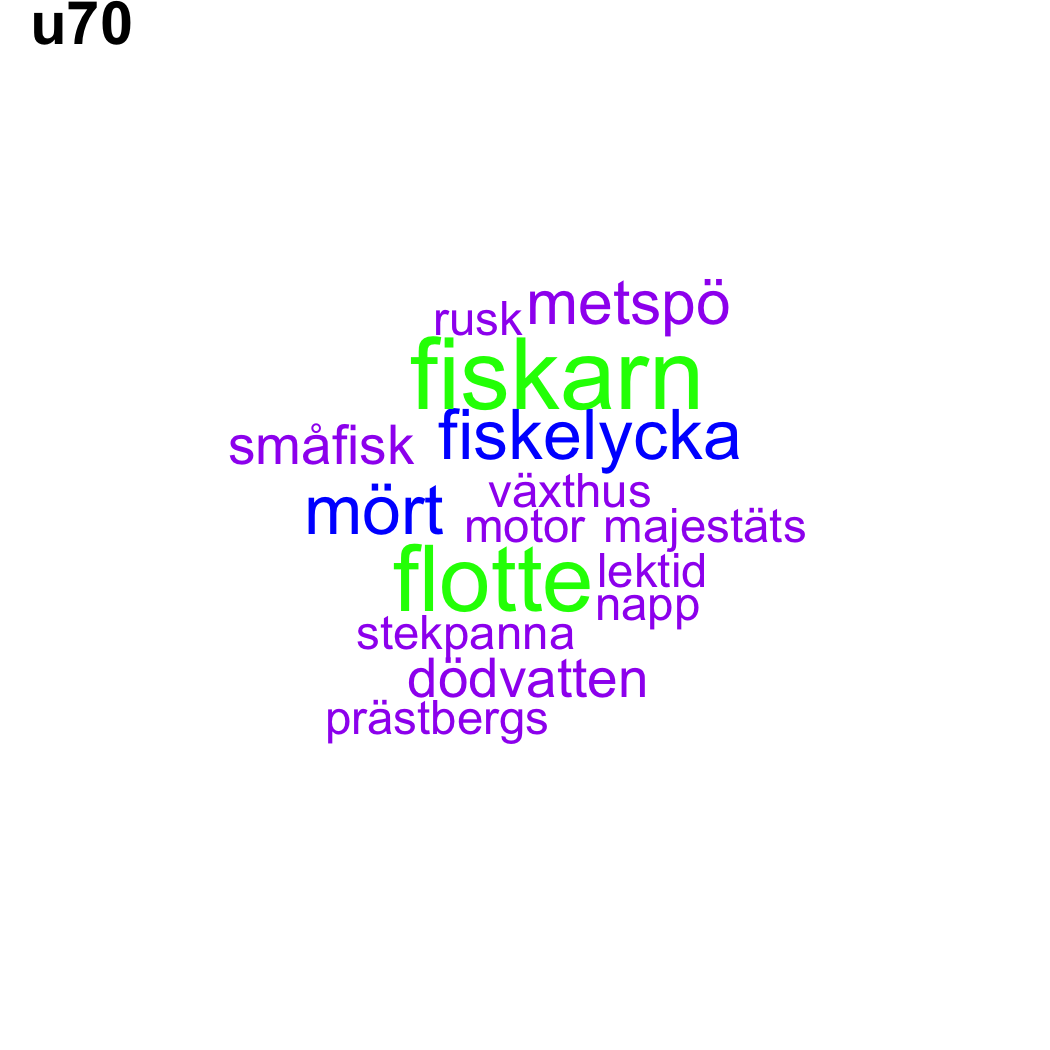 u70
metspö
rusk
fiskarn
fiskelycka
småfisk
växthus
mört
motor majestäts
flotte
lektid
napp
stekpanna
dödvatten
prästbergs